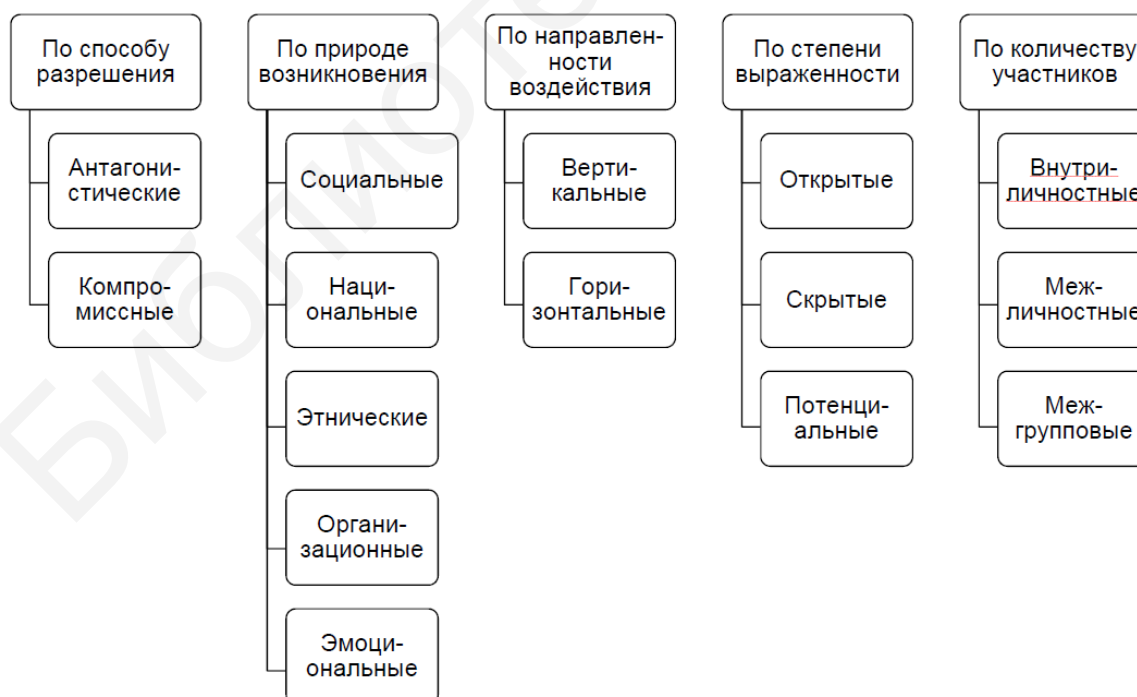 По способу
разрешения
Антагони-
стические
Компро-
миссные
По природе
возникновения
Социальные
Наци-
ональные
Этнические
Органи-
зационные
Эмоци-
ональные
По направлен-
ности
воздействия
Верти-
кальные
Гори-
зонтальные
По степени
выраженности
Открытые
Скрытые
Потенци-
альные
По количеству
участников
Внутри-
личностные
Меж-
личностные
Меж-
групповые